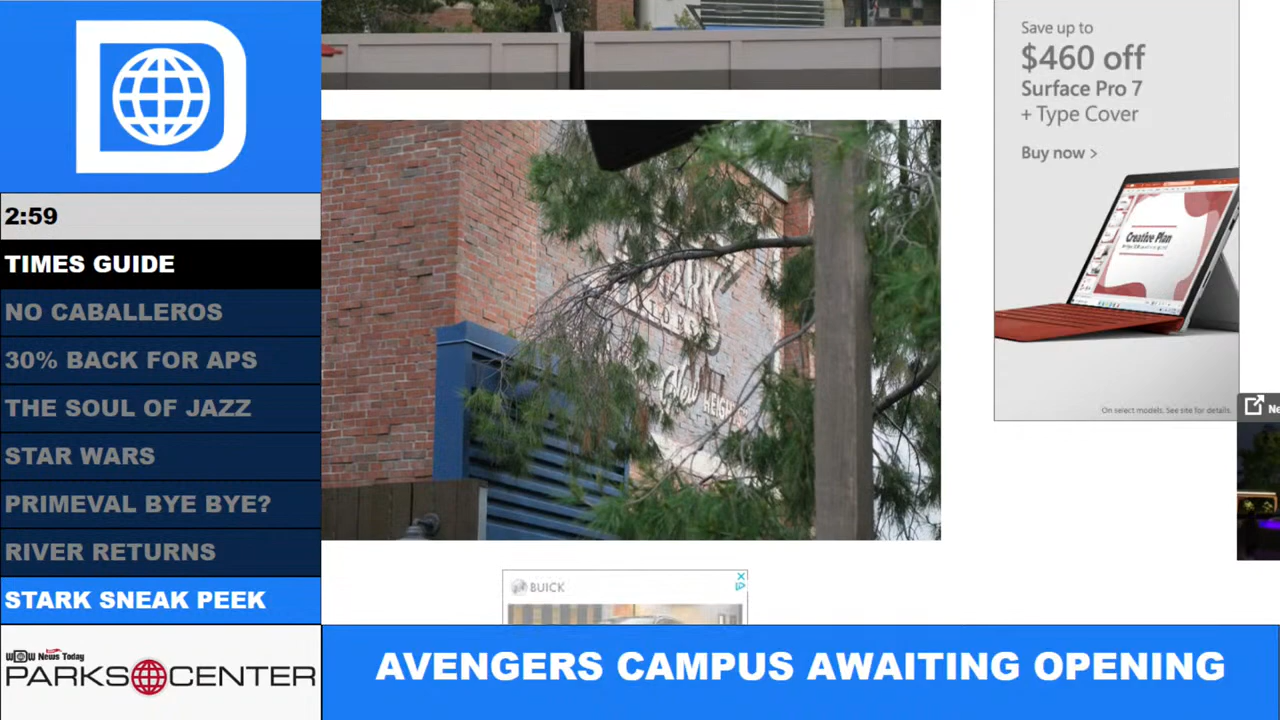 2:59
TIMES GUIDE
NO CABALLEROS
30% BACK FOR APS
THE SOUL OF JAZZ
STAR WARS
PRIMEVAL BYE BYE?
RIVER RETURNS
STARK SNEAK PEEK
WDW News Today
PARKS CENTER
AVENGERS CAMPUS AWAITING OPENING
Save up to
$460 off
Surface Pro 7
+ Type Cover
Buy now >
Creative Plan
On select models. See site for details.
BUICK